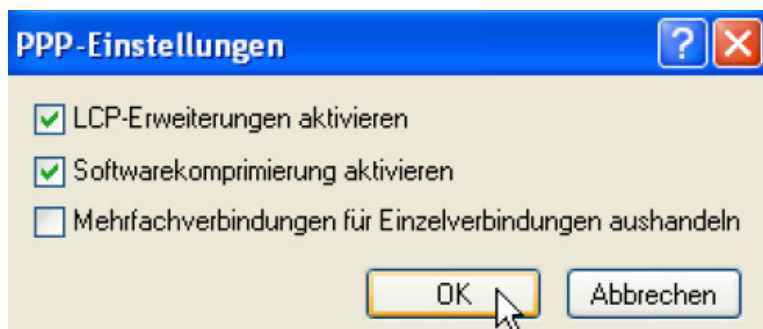 PPP-Einstellungen
LCP-Erweiterungen aktivieren
Softwarekomprimierung aktivieren
Mehrfachverbindungen für Einzelverbindungen aushandeln
OK Abbrechen